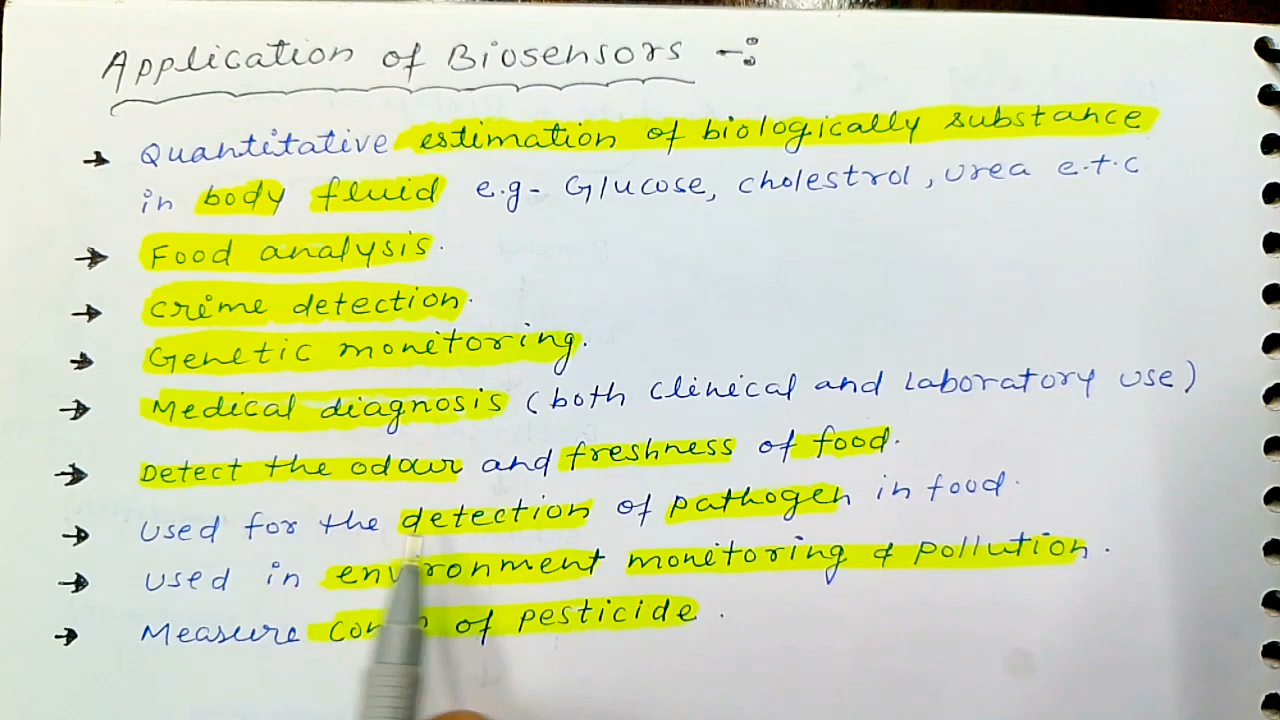 Application of Biosensors -:
→ Quantitative estimation of biologically substance
in body fluid e.g- Glucose, cholestrol, urea e.t.c
→ Food analysis.
→ Crime detection.
→ Genetic monitoring.
→ Medical diagnosis (both clinical and Laboratory use)
→ Detect the odour and freshness of food.
→ Used for the detection of pathogen in food.
→ Used in environment monitoring & pollution.
→ Measure of pesticide.